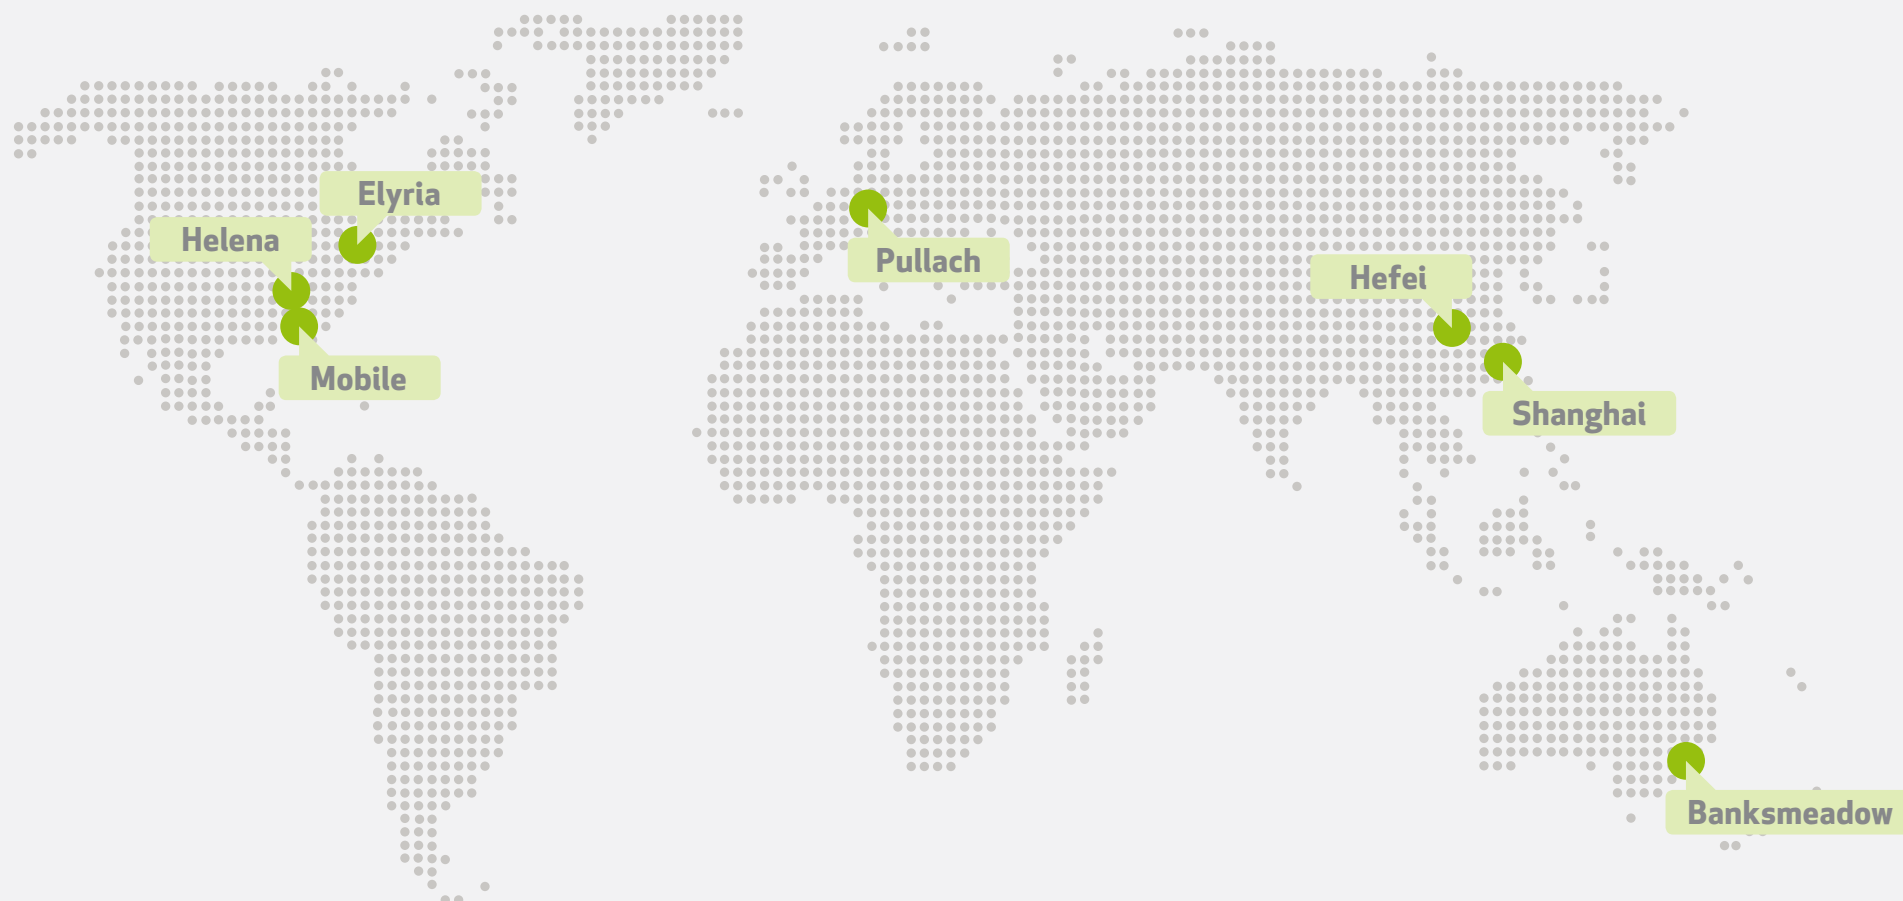 Elyria
Helena
Pullach
Hefei
Mobile
Shanghai
Banksmeadow